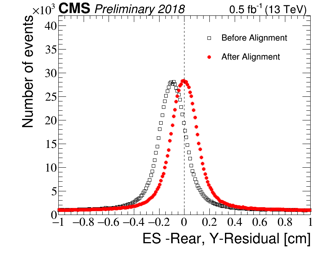 CMS Preliminary 2018 0.5 fb⁻¹ (13 TeV)
×10³
Number of events
40
35
30
25
20
15
10
5
0
Before Alignment
After Alignment
−1 −0.8 −0.6 −0.4 −0.2 0 0.2 0.4 0.6 0.8 1
ES -Rear, Y-Residual [cm]